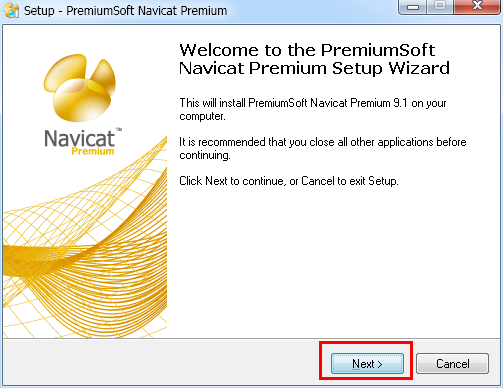 Setup - PremiumSoft Navicat Premium
Welcome to the PremiumSoft
Navicat Premium Setup Wizard
This will install PremiumSoft Navicat Premium 9.1 on your
computer.
It is recommended that you close all other applications before
continuing.
Click Next to continue, or Cancel to exit Setup.
Navicat™
Premium
Next >
Cancel